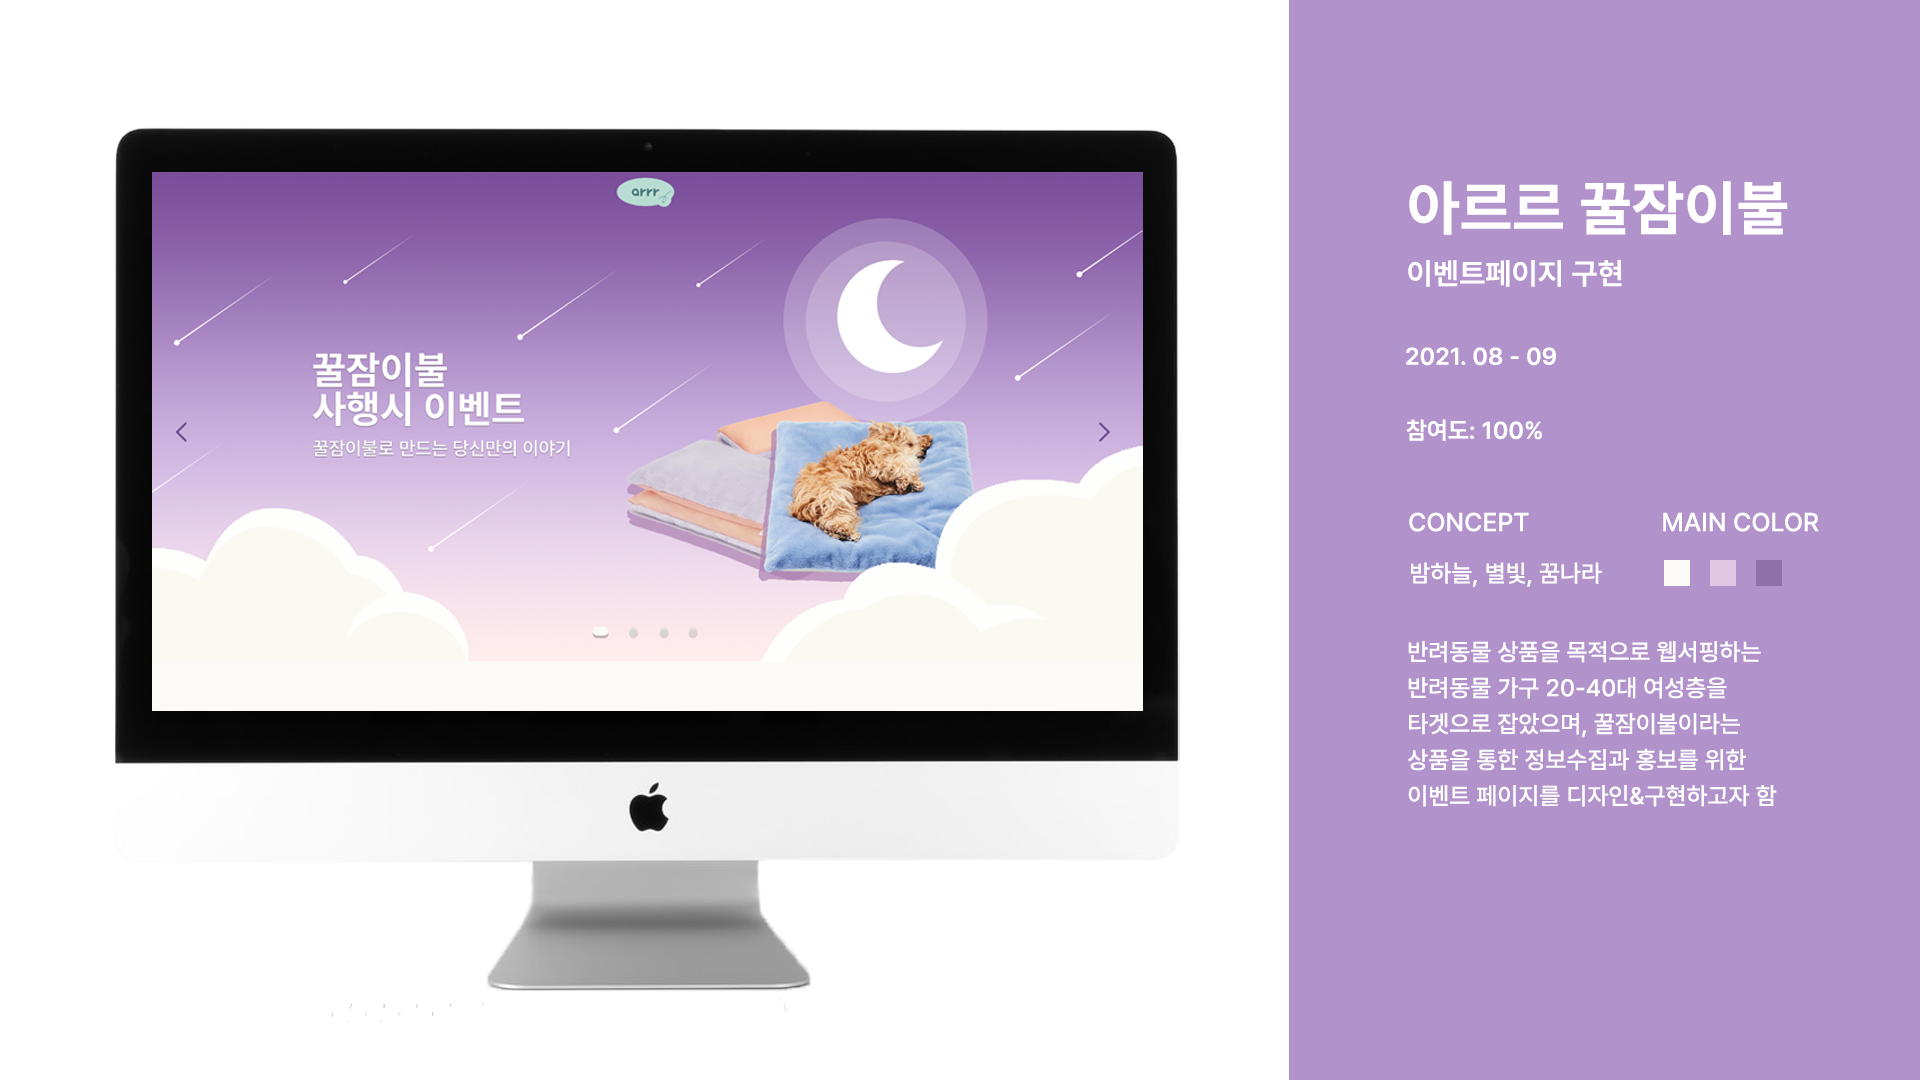 arrr
꿀잠이불
사행시 이벤트
꿀잠이불로 만드는 당신만의 이야기
아르르 꿀잠이불
이벤트페이지 구현
2021. 08 - 09
참여도: 100%
CONCEPT
밤하늘, 별빛, 꿈나라
MAIN COLOR
반려동물 상품을 목적으로 웹서핑하는
반려동물 가구 20-40대 여성층을
타겟으로 잡았으며, 꿀잠이불이라는
상품을 통한 정보수집과 홍보를 위한
이벤트 페이지를 디자인&구현하고자 함